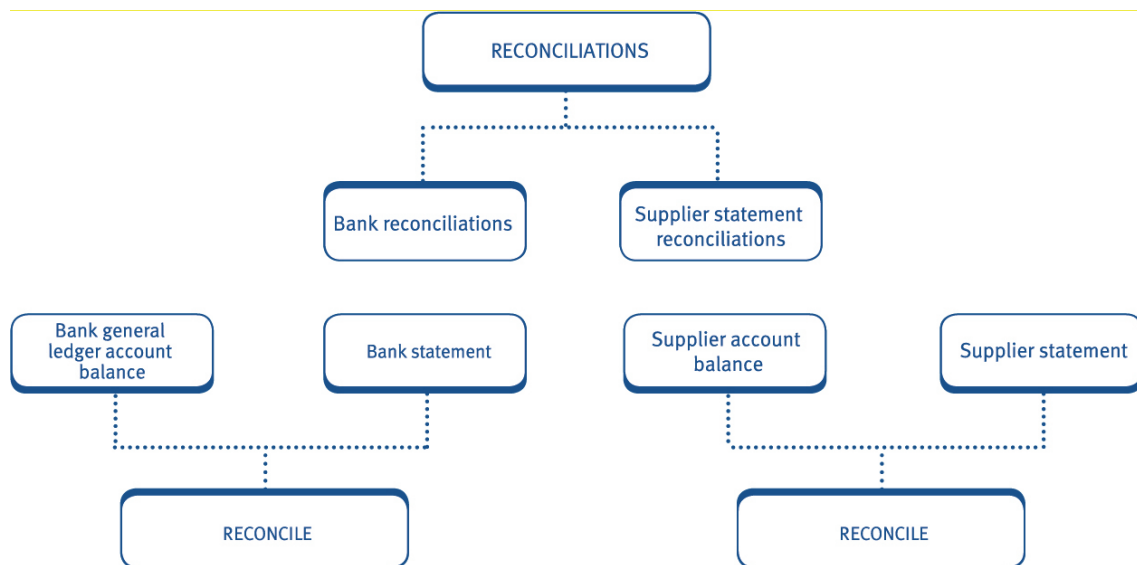 RECONCILIATIONS
Bank reconciliations
Supplier statement
reconciliations
Bank general
ledger account
balance
Bank statement
Supplier account
balance
Supplier statement
RECONCILE
RECONCILE